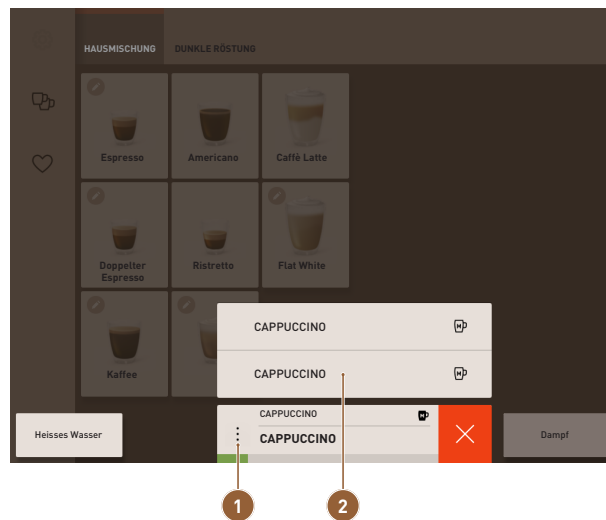 HAUSMISCHUNG
DUNKLE RÖSTUNG
Espresso
Americano
Caffè Latte
Doppelter
Espresso
Ristretto
Flat White
Kaffee
CAPPUCCINO
M
CAPPUCCINO
M
CAPPUCCINO
M
CAPPUCCINO
Heisses Wasser
Dampf
1
2